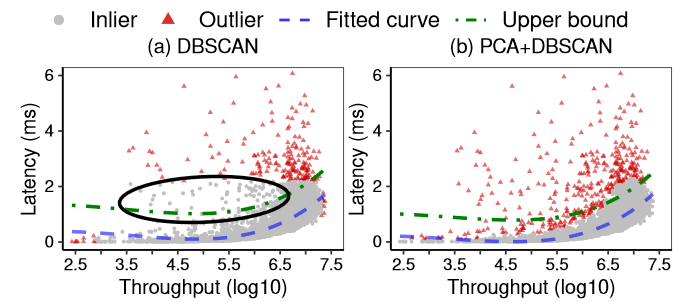 Inlier Outlier Fitted curve Upper bound
(a) DBSCAN (b) PCA+DBSCAN
Latency (ms) Latency (ms)
6 6
4 4
2 2
0 0
2.5 3.5 4.5 5.5 6.5 7.5 2.5 3.5 4.5 5.5 6.5 7.5
Throughput (log10) Throughput (log10)